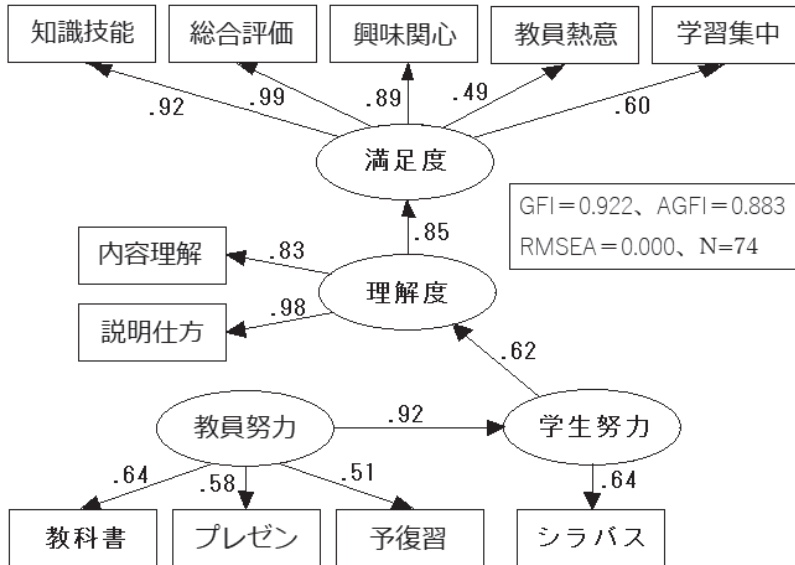 知識技能
総合評価
興味関心
教員熱意
学習集中
.92
.99
.89
.49
.60
満足度
GFI＝0.922、AGFI＝0.883
RMSEA＝0.000、N=74
.85
内容理解
.83
理解度
説明仕方
.98
.62
教員努力
.92
学生努力
.64
.58
.51
.64
教科書
プレゼン
予復習
シラバス